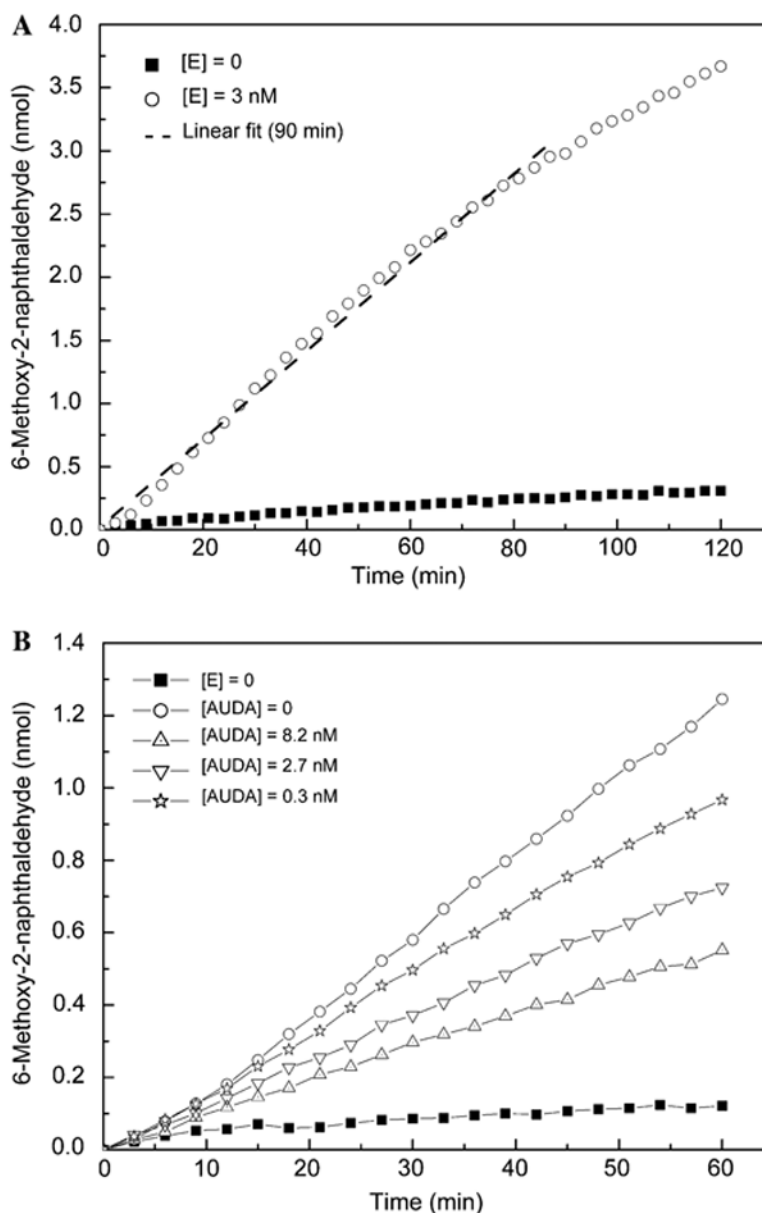 A
4.0
3.5
3.0
2.5
2.0
1.5
1.0
0.5
0.0
6-Methoxy-2-naphthaldehyde (nmol)
[E] = 0
[E] = 3 nM
Linear fit (90 min)
0 20 40 60 80 100 120
Time (min)
B
1.4
1.2
1.0
0.8
0.6
0.4
0.2
0.0
6-Methoxy-2-naphthaldehyde (nmol)
[E] = 0
[AUDA] = 0
[AUDA] = 8.2 nM
[AUDA] = 2.7 nM
[AUDA] = 0.3 nM
0 10 20 30 40 50 60
Time (min)